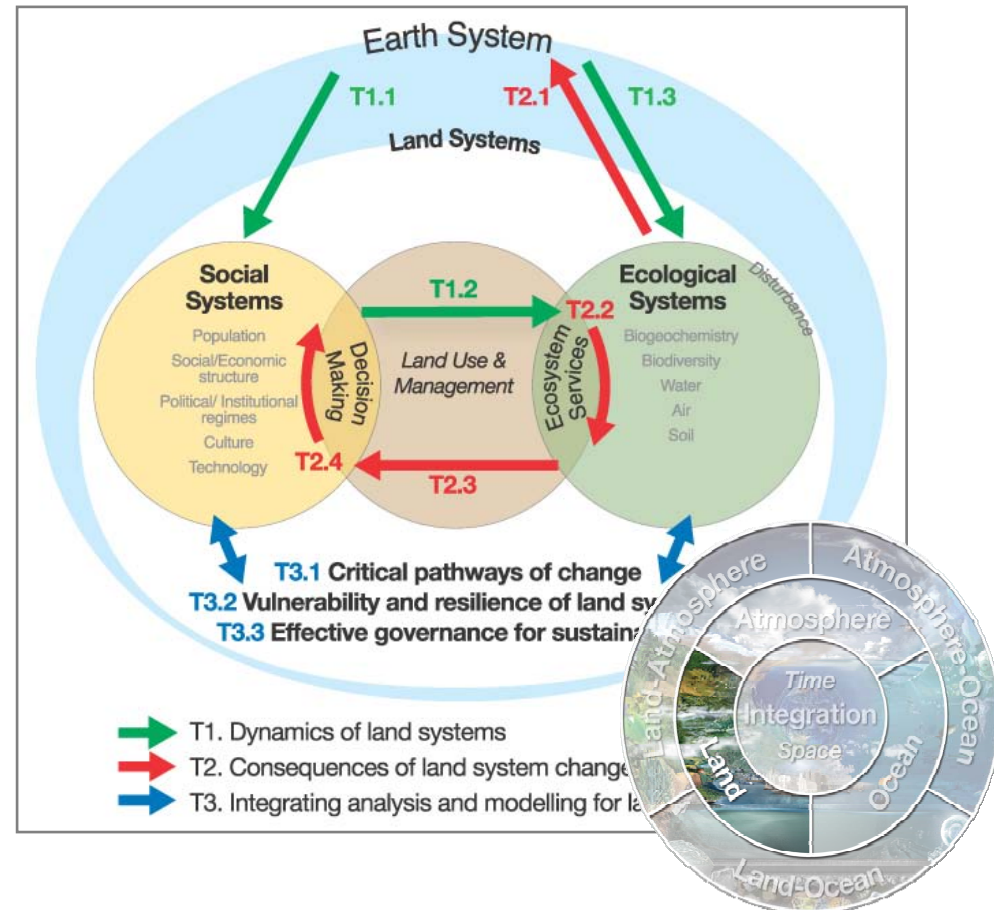 Earth System
T1.1
T2.1
T1.3
Land Systems
Social
Systems
Population
Social/Economic
structure
Political/ Institutional
regimes
Culture
Technology
Decision
Making
T1.2
Land Use &
Management
T2.3
T2.4
T2.2
Ecosystem
Services
Ecological
Systems
Disturbance
Biogeochemistry
Biodiversity
Water
Air
Soil
T3.1 Critical pathways of change
T3.2 Vulnerability and resilience of land sy
T3.3 Effective governance for sustaina
T1. Dynamics of land systems
T2. Consequences of land system change
T3. Integrating analysis and modelling for la
Land-Atmosphere
Atmosphere-Ocean
Atmosphere
Time
Integration
Space
Land
Ocean
Land-Ocean